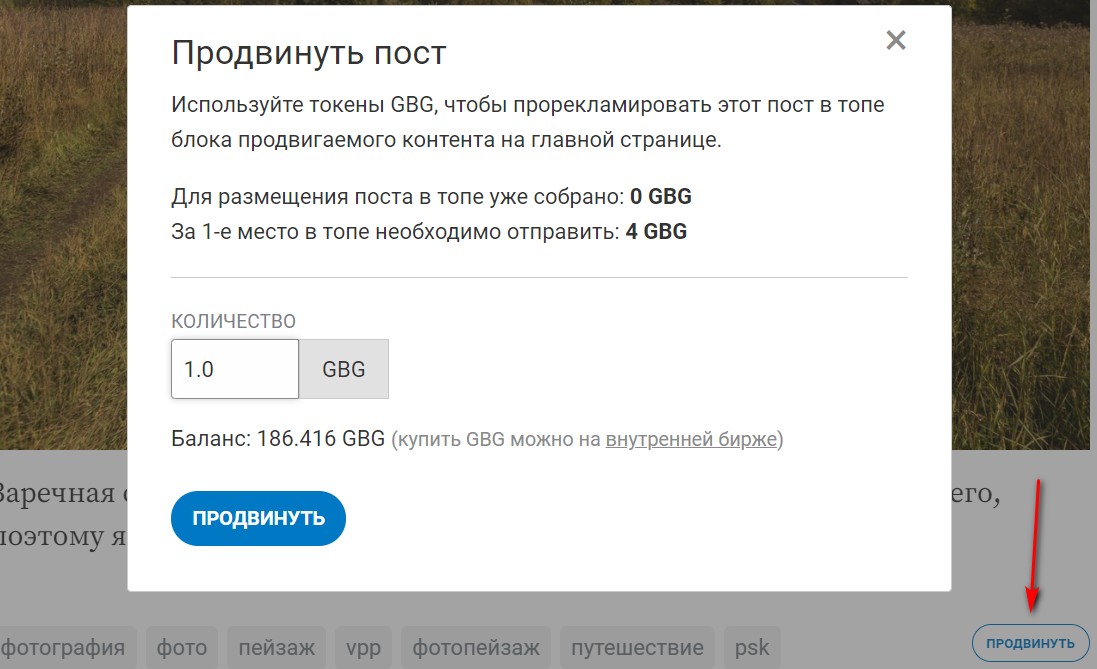 Продвинуть пост
Используйте токены GBG, чтобы прорекламировать этот пост в топе
блока продвигаемого контента на главной странице.
Для размещения поста в топе уже собрано: 0 GBG
За 1-е место в топе необходимо отправить: 4 GBG
КОЛИЧЕСТВО
1.0 GBG
Баланс: 186.416 GBG (купить GBG можно на внутренней бирже)
ПРОДВИНУТЬ
Заречная его,
поэтому я
фотография фото пейзаж vpp фотопейзаж путешествие psk ПРОДВИНУТЬ